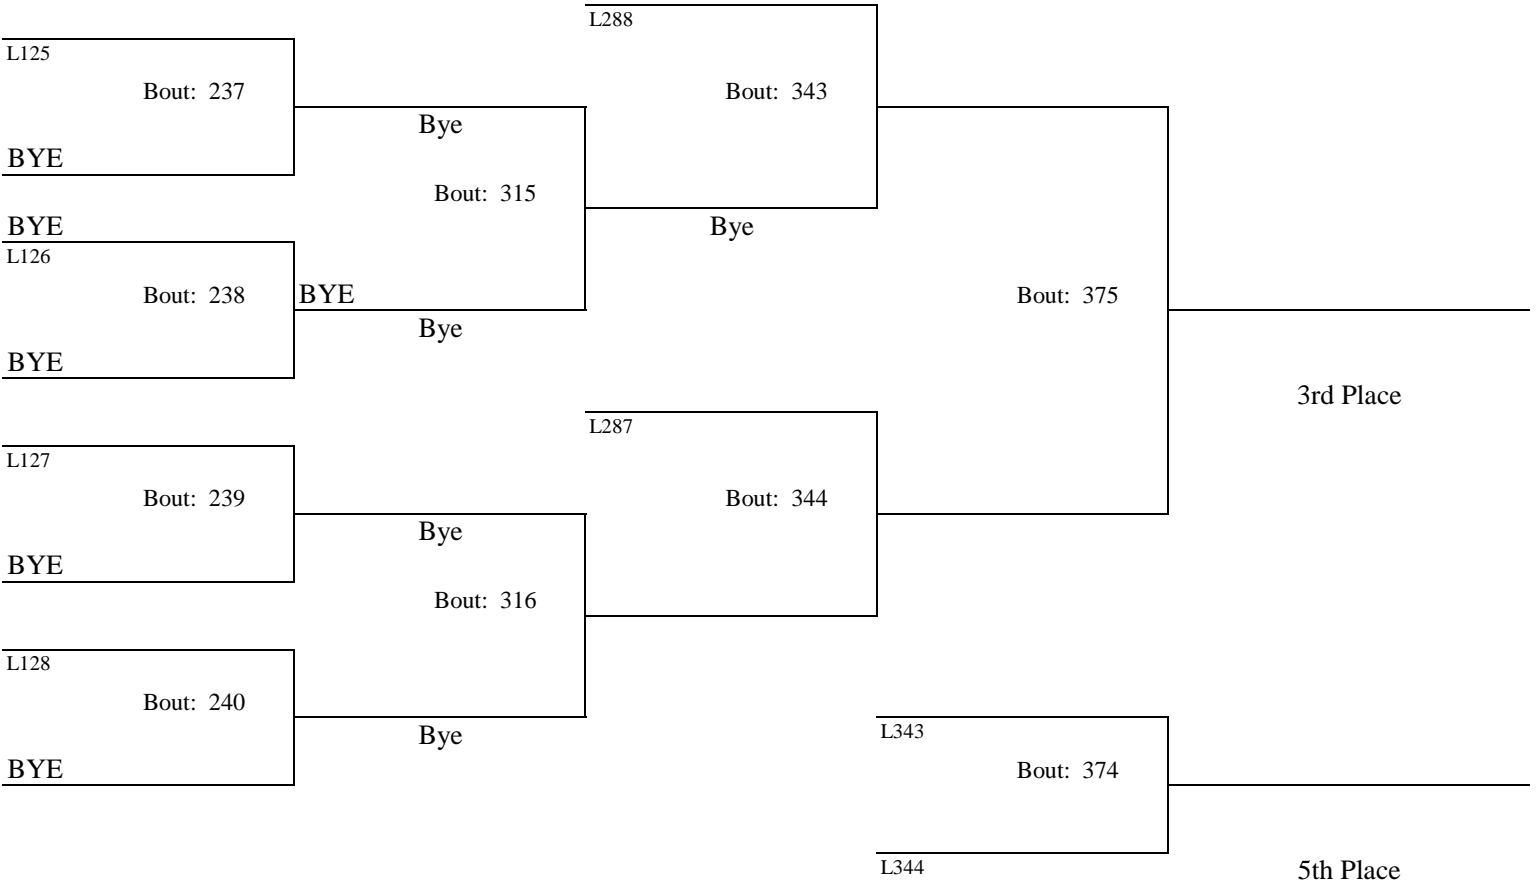 L288
L125
Bout: 237
Bout: 343
Bye
BYE
Bout: 315
BYE
Bye
L126
Bout: 238
BYE
Bout: 375
Bye
BYE
3rd Place
L287
L127
Bout: 239
Bout: 344
Bye
BYE
Bout: 316
L128
Bout: 240
Bye
L343
BYE
Bout: 374
L344
5th Place